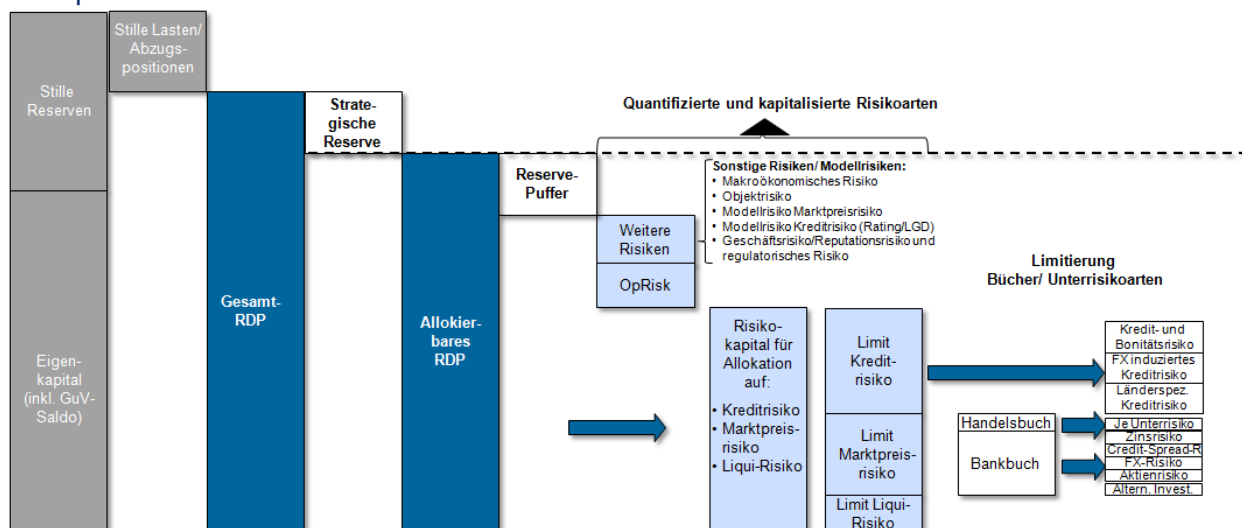 Stille
Reserven
Eigen-
kapital
(inkl. GuV-
Saldo)
Stille Lasten/
Abzugs-
positionen
Gesamt-
RDP
Strate-
gische
Reserve
Allokier-
bares
RDP
Reserve-
Puffer
Quantifizierte und kapitalisierte Risikoarten
Weitere
Risiken
OpRisk
Sonstige Risiken/ Modellrisiken:
• Makroökonomisches Risiko
• Objektrisiko
• Modellrisiko Marktpreisrisiko
• Modellrisiko Kreditrisiko (Rating/LGD)
• Geschäftsrisiko/Reputationsrisiko und
regulatorisches Risiko
Risiko-
kapital für
Allokation
auf:
• Kreditrisiko
• Marktpreis-
risiko
• Liqui-Risiko
Limit
Kredit-
risiko
Limit
Marktpreis-
risiko
Limit Liqui-
Risiko
Limitierung
Bücher/ Unterrisikoarten
Kredit- und
Bonitätsrisiko
FX induziertes
Kreditrisiko
Länderspez.
Kreditrisiko
Handelsbuch
Bankbuch
Je Unterrisiko
Zinsrisiko
Credit-Spread-R
FX-Risiko
Aktienrisiko
Altern. Invest.